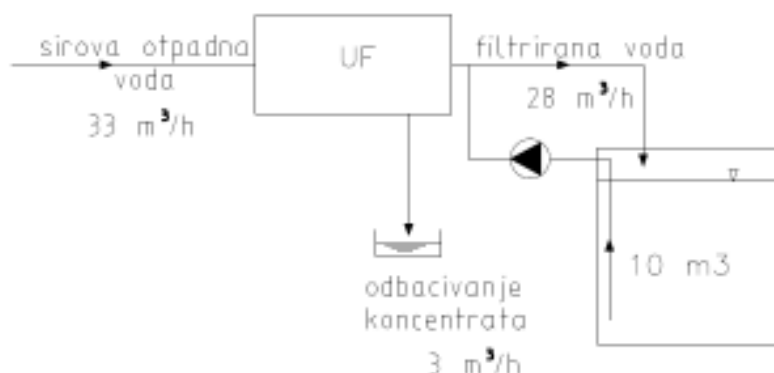 sirova otpadna
voda
33 m³/h
UF
filtrirana voda
28 m³/h
10 m3
odbacivanje
koncentrata
3 m³/h